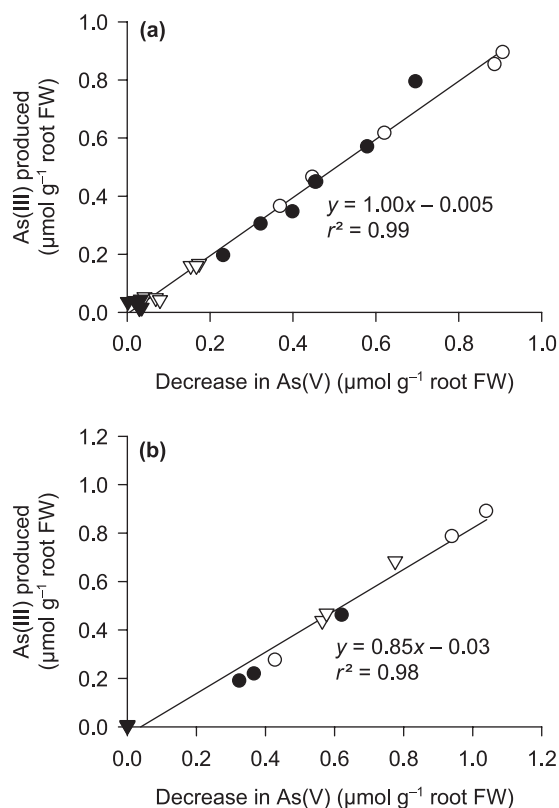 (a)
As(III) produced
(µmol g⁻¹ root FW)
1.0
0.8
0.6
0.4
0.2
0.0
y = 1.00x – 0.005
r² = 0.99
0.0 0.2 0.4 0.6 0.8 1.0
Decrease in As(V) (µmol g⁻¹ root FW)
(b)
As(III) produced
(µmol g⁻¹ root FW)
1.2
1.0
0.8
0.6
0.4
0.2
0.0
y = 0.85x – 0.03
r² = 0.98
0.0 0.2 0.4 0.6 0.8 1.0 1.2
Decrease in As(V) (µmol g⁻¹ root FW)